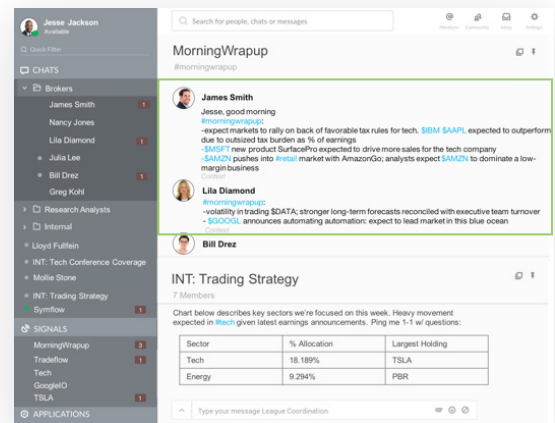 Jesse Jackson
Available
Quick Filter
CHATS
Brokers
James Smith 1
Nancy Jones
Lila Diamond 1
Julia Lee
Bill Drez 1
Greg Kohl
Research Analysts
Internal
Lloyd Fullfein
INT: Tech Conference Coverage
Mollie Stone
INT: Trading Strategy
Symflow 1
SIGNALS
MorningWrapup 3
Tradeflow 1
Tech
GoogleIO
TSLA 1
APPLICATIONS
Search for people, chats or messages
Mentions Community Inbox Settings
MorningWrapup
#morningwrapup
James Smith
Jesse, good morning
#morningwrapup:
-expect markets to rally on back of favorable tax rules for tech. $IBM $AAPL expected to outperform
due to outsized tax burden as % of earnings
-$MSFT new product SurfacePro expected to drive more sales for the tech company
-$AMZN pushes into #retail market with AmazonGo; analysts expect $AMZN to dominate a low-
margin business
Context
Lila Diamond
#morningwrapup:
-volatility in trading $DATA; stronger long-term forecasts reconciled with executive team turnover
- $GOOGL announces automating automation: expect to lead market in this blue ocean
Context
Bill Drez
INT: Trading Strategy
7 Members
Chart below describes key sectors we're focused on this week. Heavy movement
expected in #tech given latest earnings announcements. Ping me 1-1 w/ questions:
Sector % Allocation Largest Holding
Tech 18.189% TSLA
Energy 9.294% PBR
Type your message League Coordination